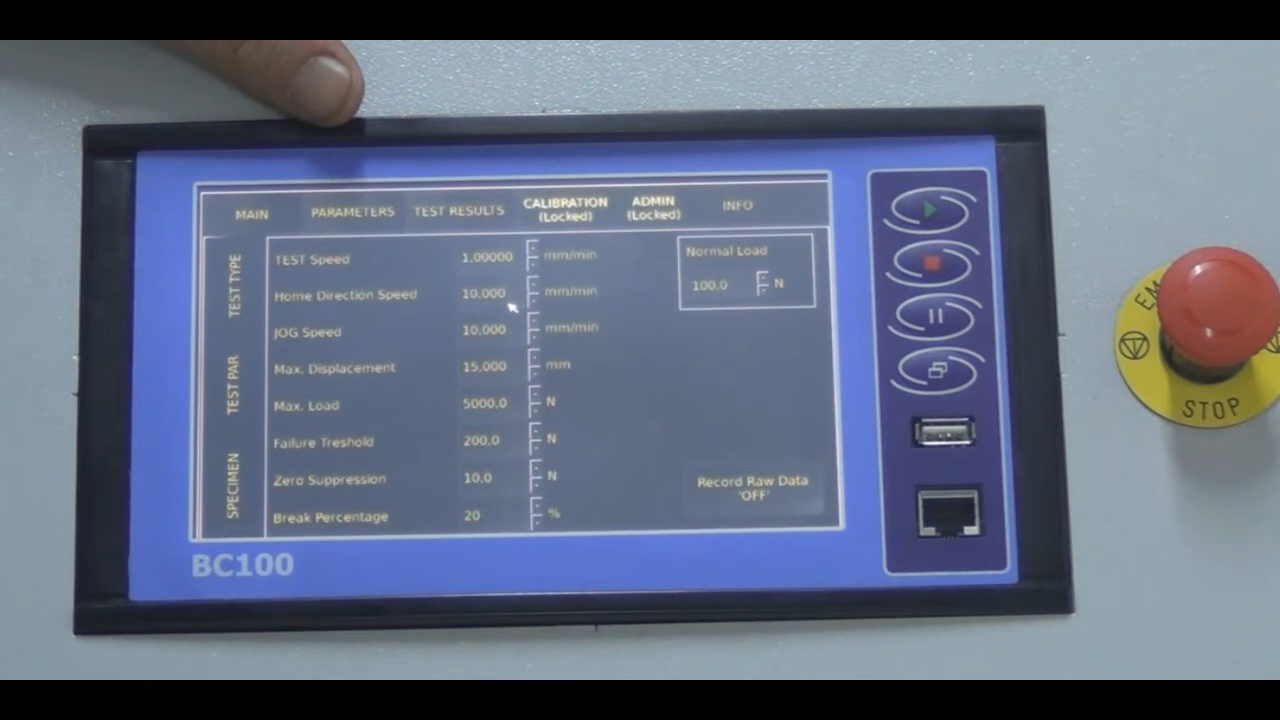 MAIN PARAMETERS TEST RESULTS CALIBRATION (Locked) ADMIN (Locked) INFO
TEST TYPE
TEST PAR
SPECIMEN
TEST Speed 1.00000 mm/min
Home Direction Speed 10.000 mm/min
JOG Speed 10.000 mm/min
Max. Displacement 15.000 mm
Max. Load 5000.0 N
Failure Treshold 200.0 N
Zero Suppression 10.0 N
Break Percentage 20 %
Normal Load
100.0 N
Record Raw Data
'OFF'
BC100
STOP